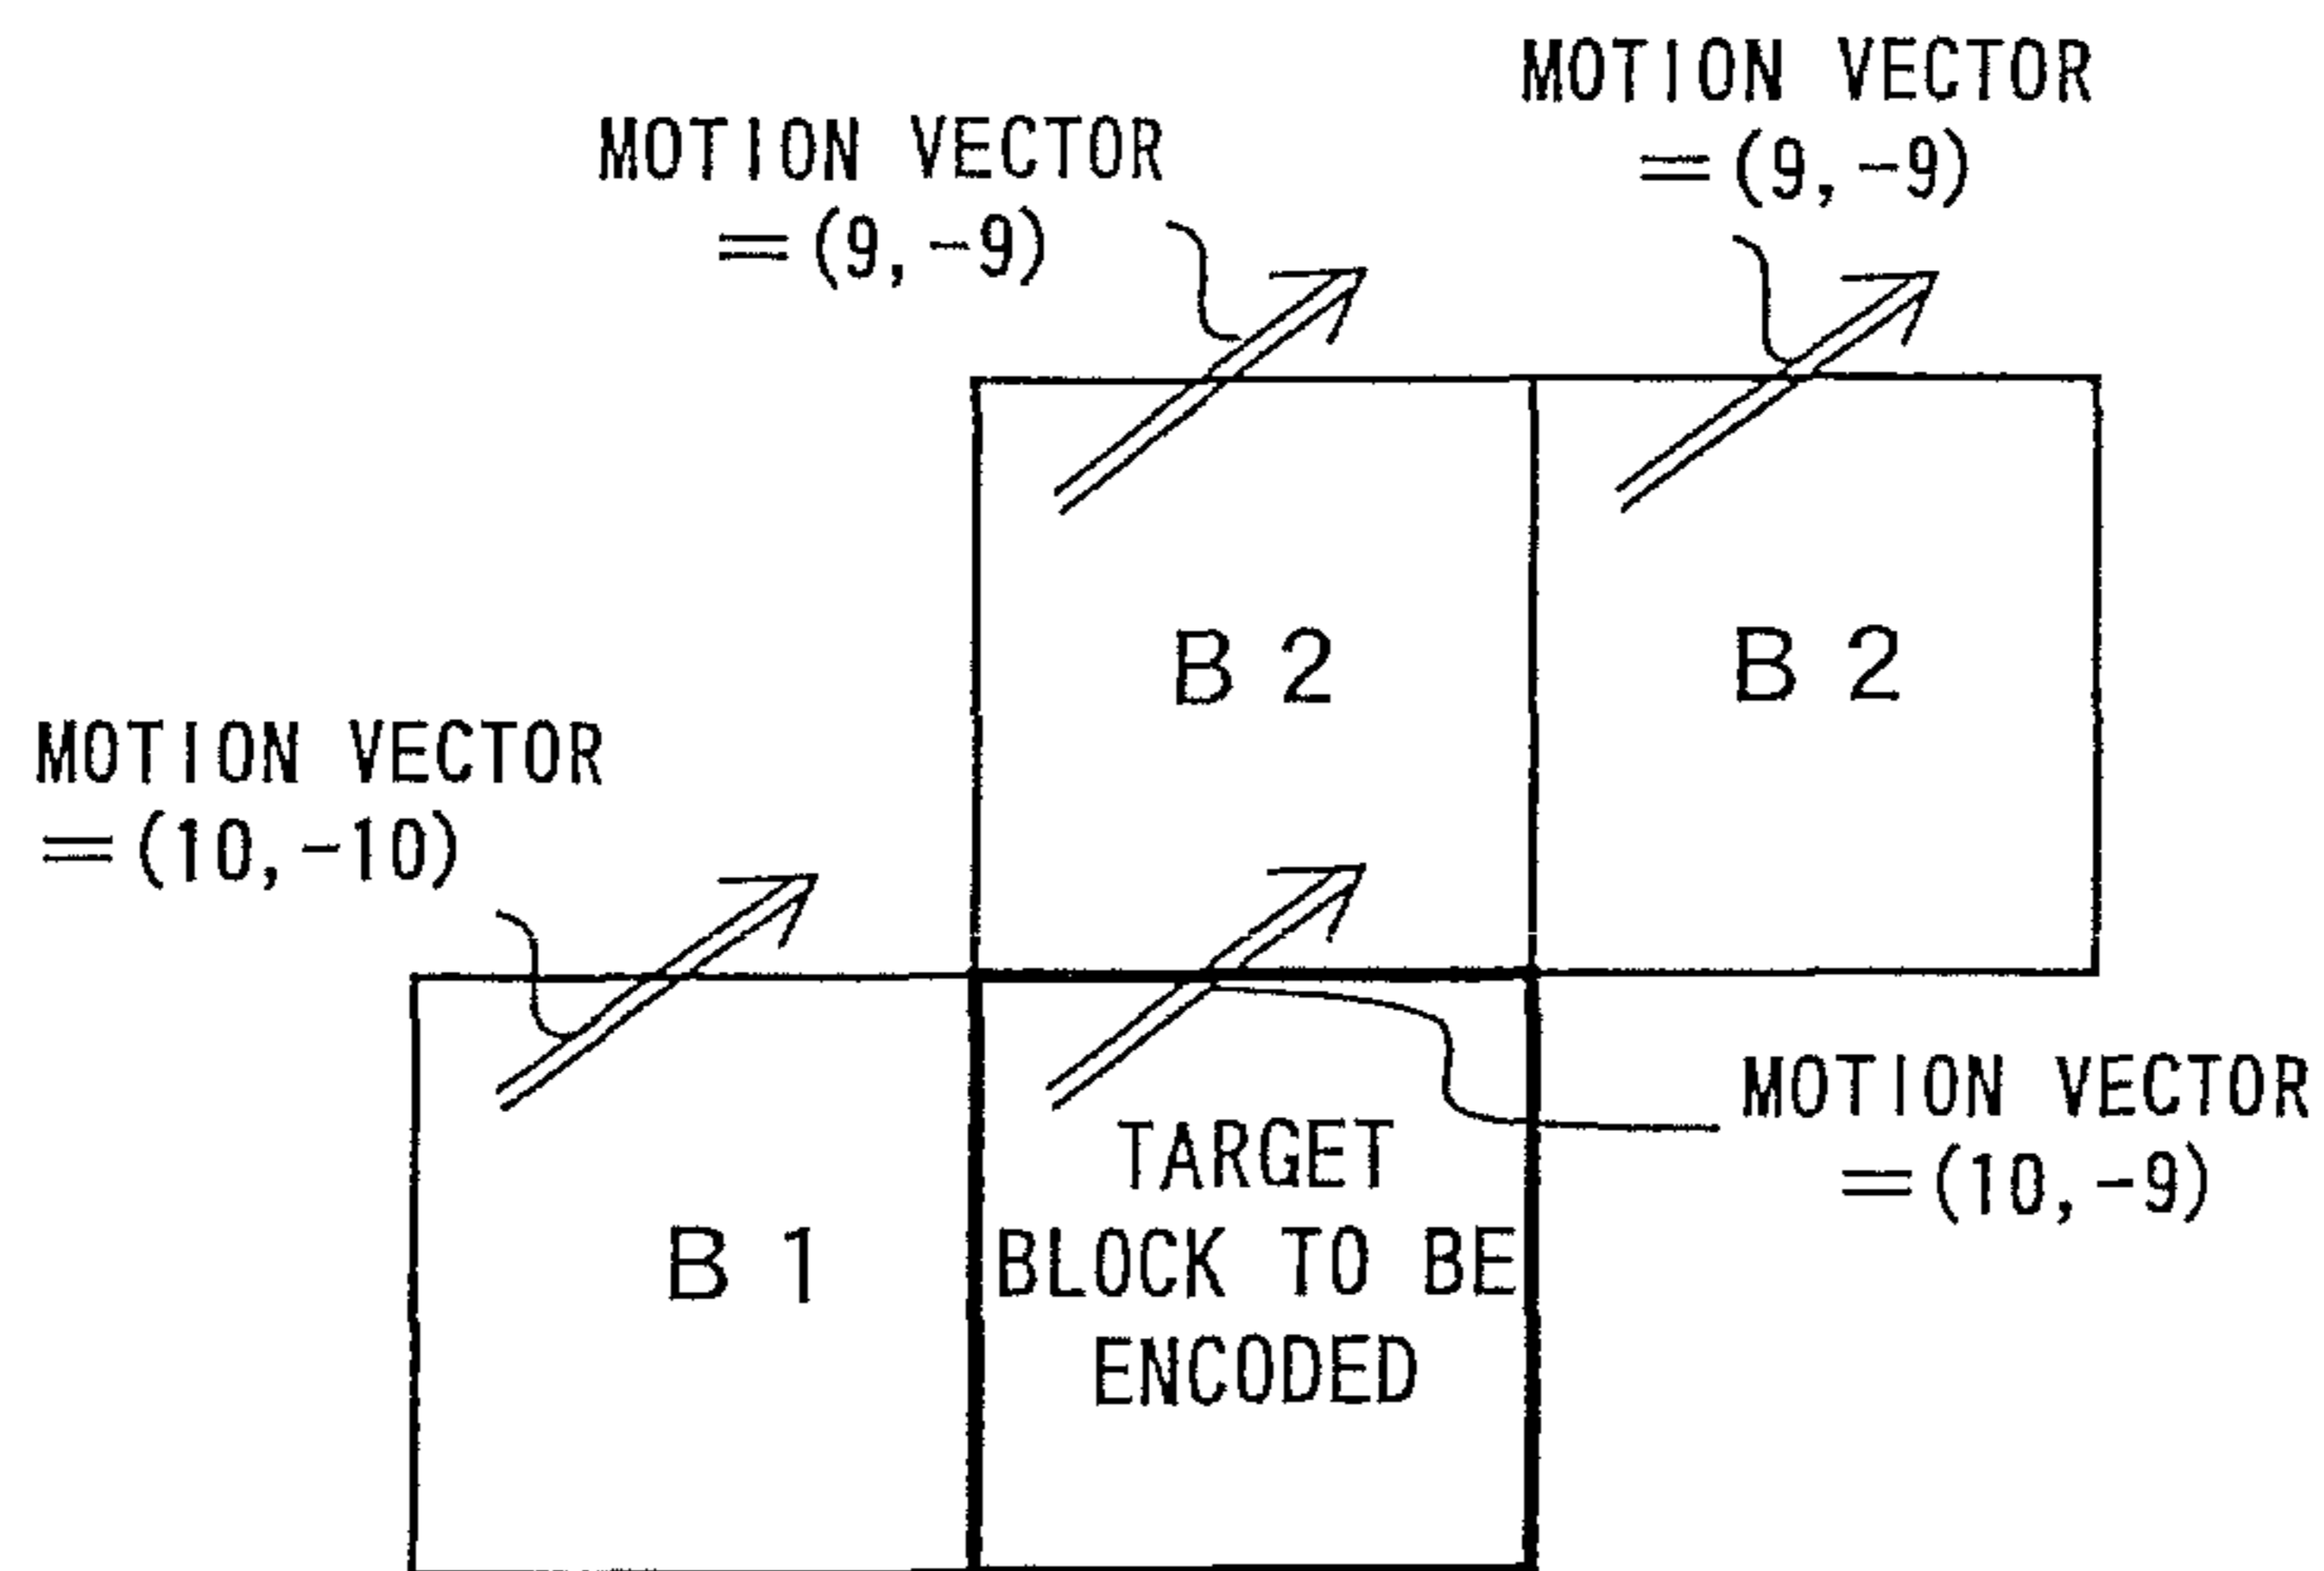 MOTION VECTOR
=(9,-9)
MOTION VECTOR
=(9,-9)
B 2
B 2
MOTION VECTOR
=(10,-10)
MOTION VECTOR
=(10,-9)
B 1
TARGET
BLOCK TO BE
ENCODED